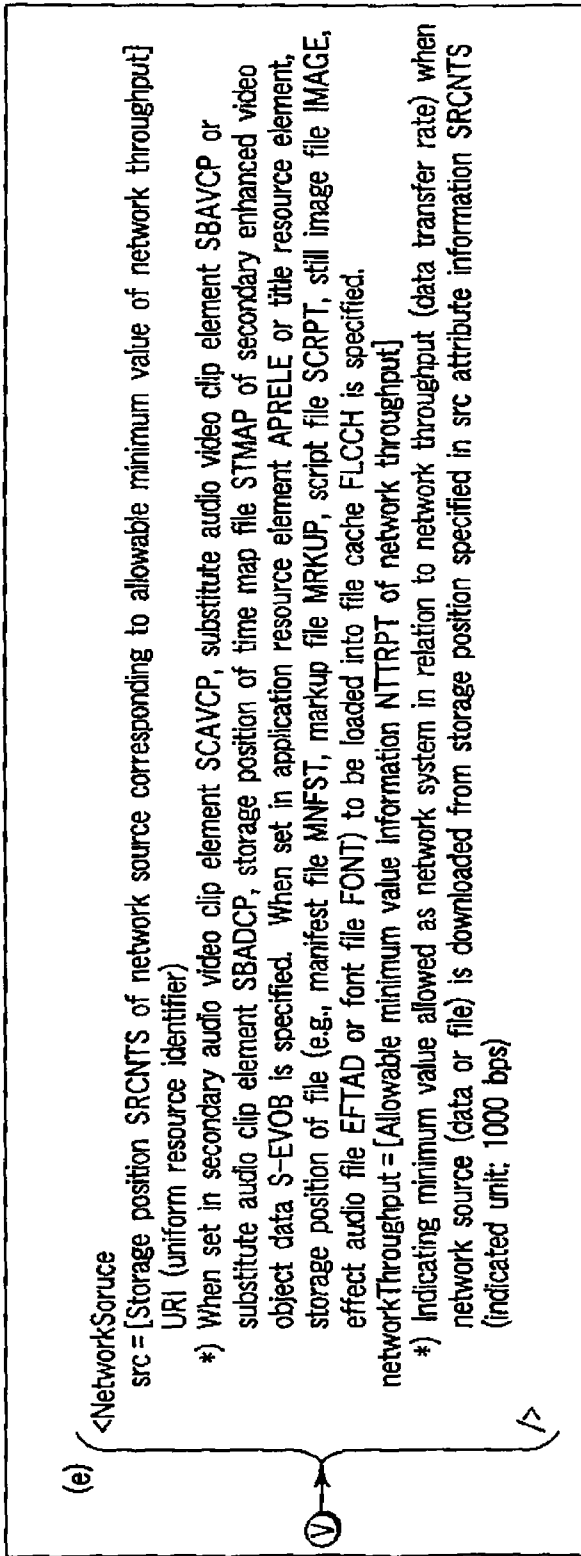 (e)
<NetworkSoruce
src = [Storage position SRCNTS of network source corresponding to allowable minimum value of network throughput]
URI (uniform resource identifier)
*) When set in secondary audio video clip element SCAVCP, substitute audio video clip element SBAVCP or
substitute audio clip element SBADCP, storage position of time map file STMAP of secondary enhanced video
object data S-EVOB is specified. When set in application resource element APRELE or title resource element,
storage position of file (e.g., manifest file MNFST, markup file MRKUP, script file SCRPT, still image file IMAGE,
effect audio file EFTAD or font file FONT) to be loaded into file cache FLCCH is specified.
networkThroughput = [Allowable minimum value information NTTRPT of network throughput]
*) Indicating minimum value allowed as network system in relation to network throughput (data transfer rate) when
network source (data or file) is downloaded from storage position specified in src attribute information SRCNTS
(indicated unit: 1000 bps)
/>
V